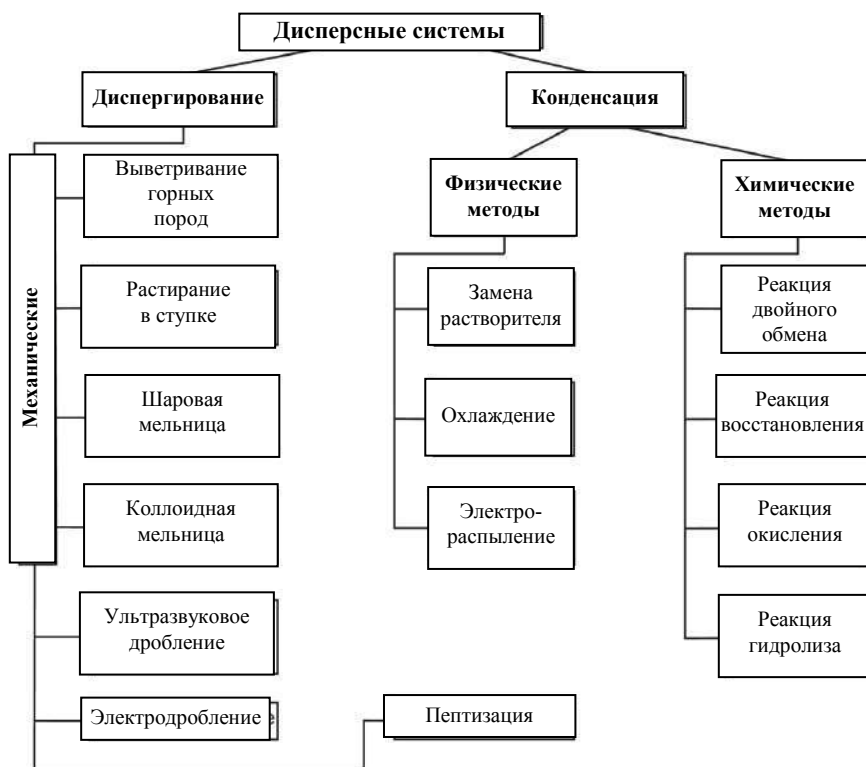 Дисперсные системы
Диспергирование
Конденсация
Механические
Выветривание
горных
пород
Растирание
в ступке
Шаровая
мельница
Коллоидная
мельница
Ультразвуковое
дробление
Электродробление
Пептизация
Физические
методы
Замена
растворителя
Охлаждение
Электро-
распыление
Химические
методы
Реакция
двойного
обмена
Реакция
восстановления
Реакция
окисления
Реакция
гидролиза